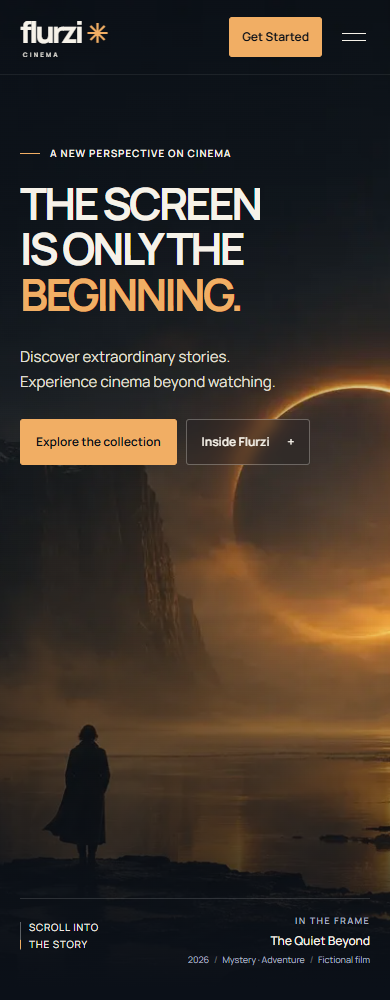 flurzi
CINEMA
Get Started
A NEW PERSPECTIVE ON CINEMA
THE SCREEN
IS ONLY THE
BEGINNING.
Discover extraordinary stories.
Experience cinema beyond watching.
Explore the collection
Inside Flurzi +
SCROLL INTO
THE STORY
IN THE FRAME
The Quiet Beyond
2026 / Mystery · Adventure / Fictional film